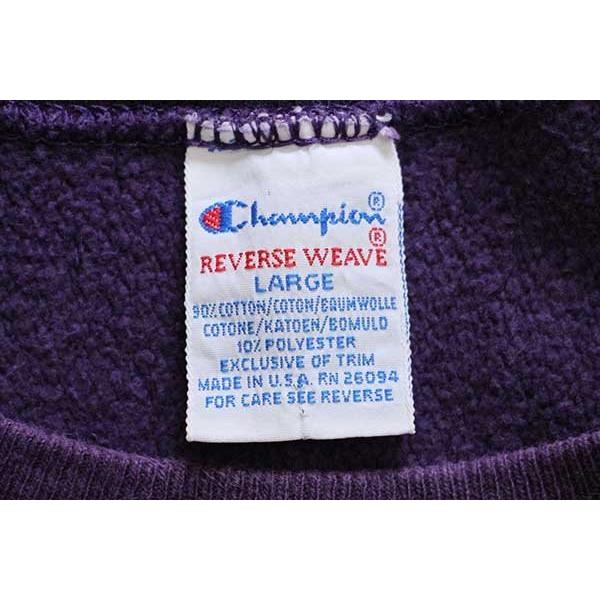 Champion®
REVERSE WEAVE®
LARGE
90% COTTON/COTON/BAUMWOLLE
COTONE/KATOEN/BOMULD
10% POLYESTER
EXCLUSIVE OF TRIM
MADE IN U.S.A. RN 26094
FOR CARE SEE REVERSE